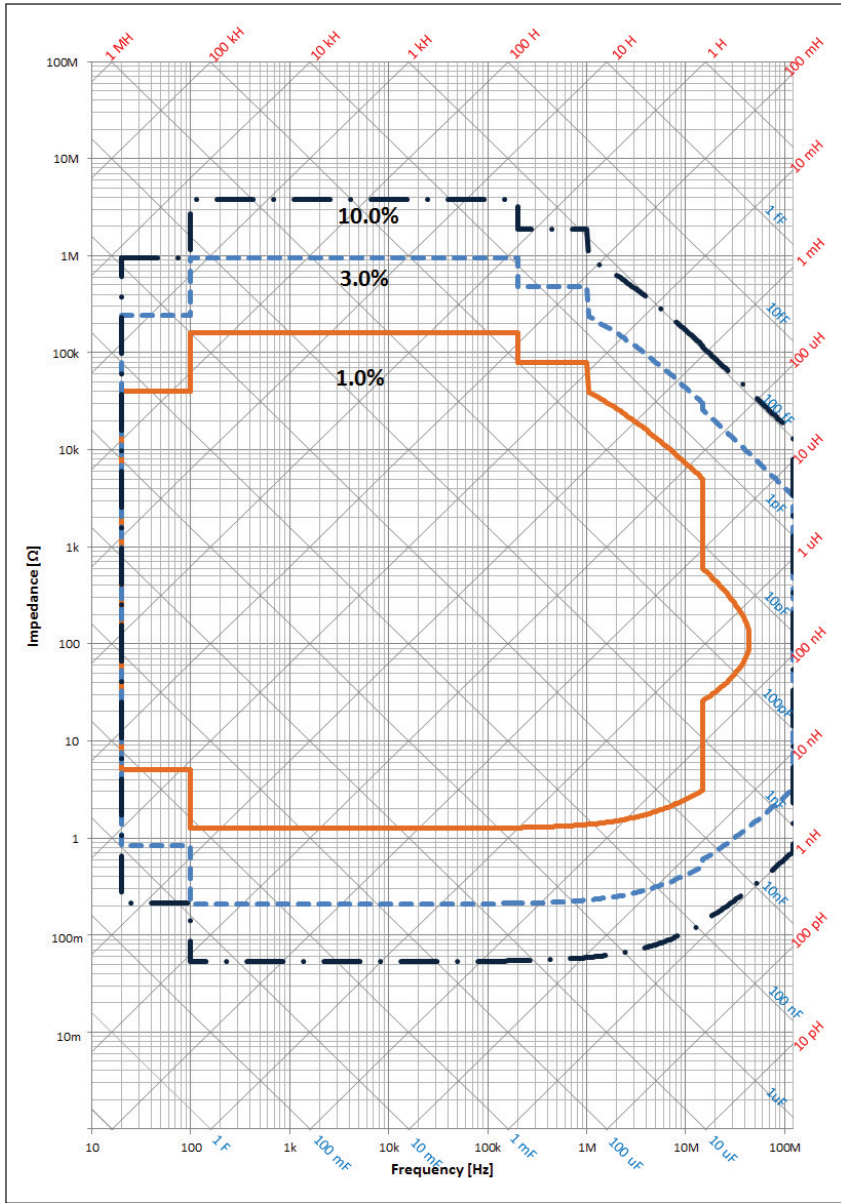 1 MH
100 kH
10 kH
1 kH
100 H
10 H
1 H
100 mH
100M
10M
10 mH
1 fF
10.0%
1M
1 mH
3.0%
10fF
100k
100 uH
1.0%
100 fF
10k
10 uH
1pF
1k
1 uH
Impedance [Ω]
10pF
100
100 nH
100pF
10
10 nH
1nF
1
1 nH
10nF
100m
100 pH
100 nF
10m
10 pH
1uF
10
100
1 F
1k
100 mF
10k
10 mF
100k
1 mF
1M
100 uF
10M
10 uF
100M
Frequency [Hz]